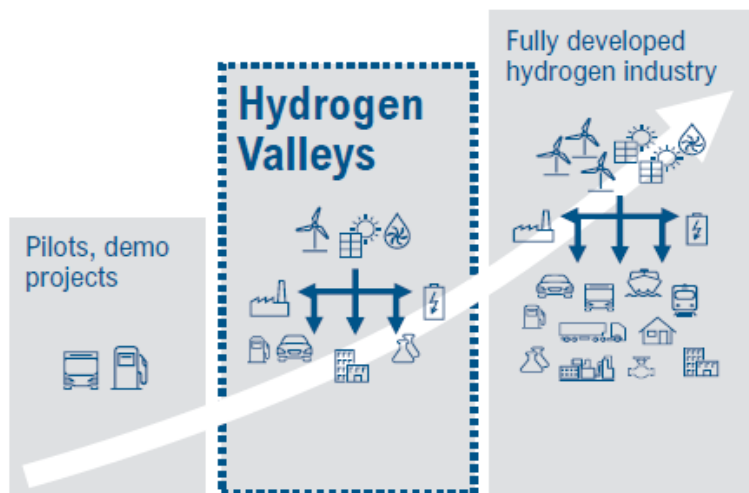 Pilots, demo
projects
Hydrogen
Valleys
Fully developed
hydrogen industry